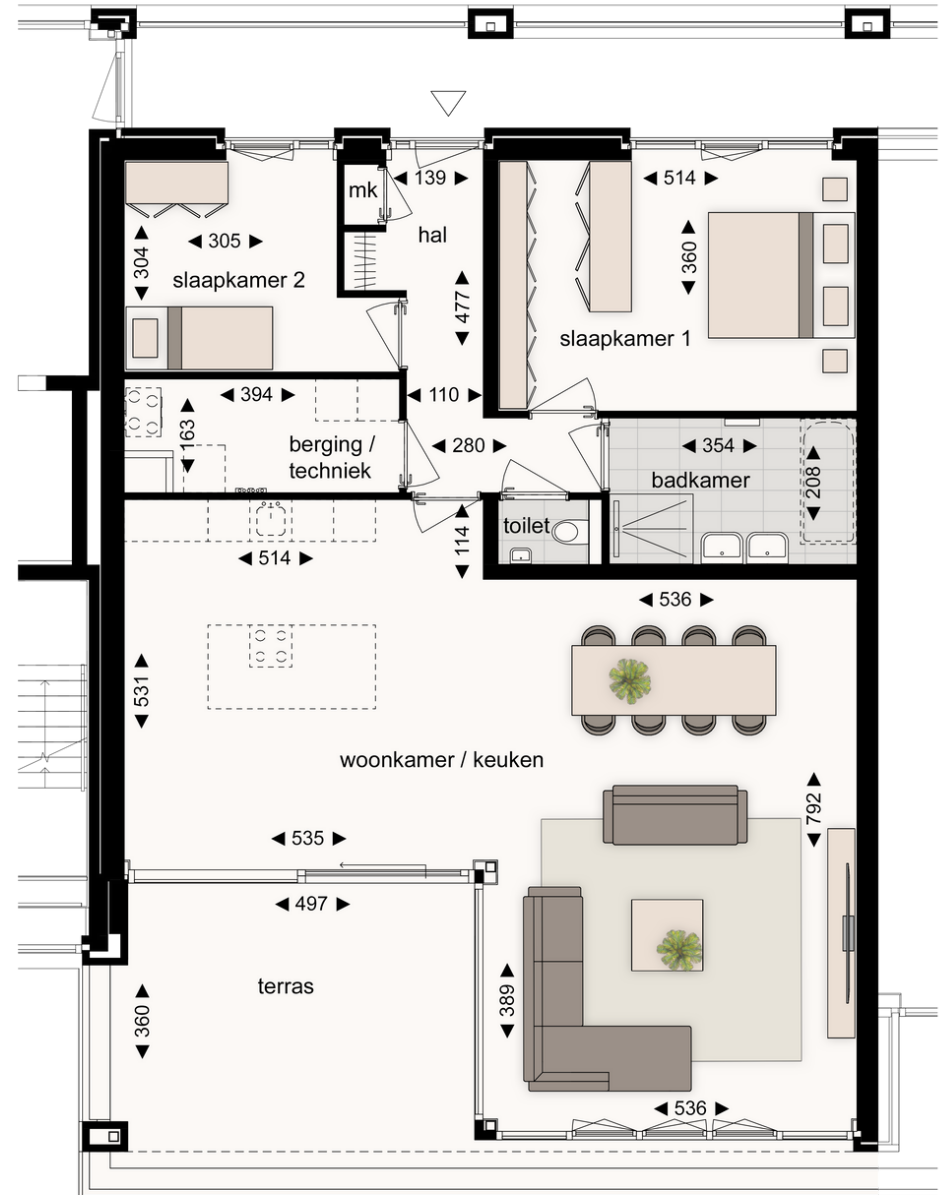 139
514
mk
hal
305
304
360
slaapkamer 2
477
slaapkamer 1
394
110
163
280
354
berging /
techniek
badkamer
208
toilet
114
514
536
531
woonkamer / keuken
792
535
497
terras
389
360
536